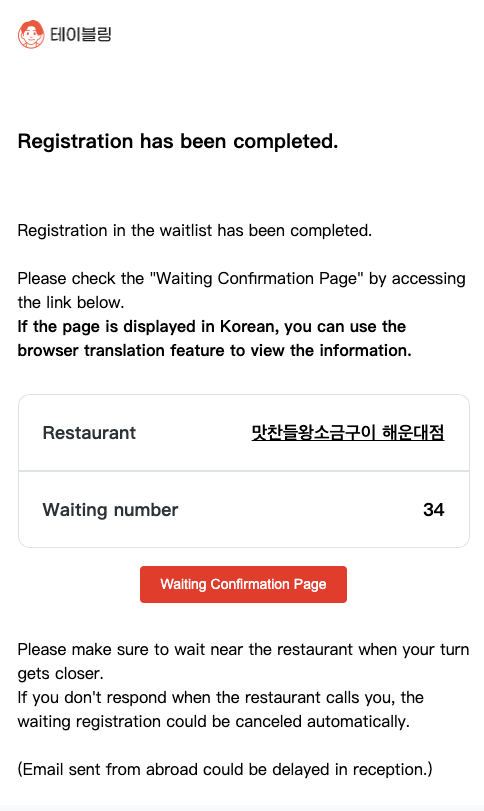 테이블링
Registration has been completed.
Registration in the waitlist has been completed.
Please check the "Waiting Confirmation Page" by accessing
the link below.
If the page is displayed in Korean, you can use the
browser translation feature to view the information.
Restaurant 맛찬들왕소금구이 해운대점
Waiting number 34
Waiting Confirmation Page
Please make sure to wait near the restaurant when your turn
gets closer.
If you don't respond when the restaurant calls you, the
waiting registration could be canceled automatically.
(Email sent from abroad could be delayed in reception.)